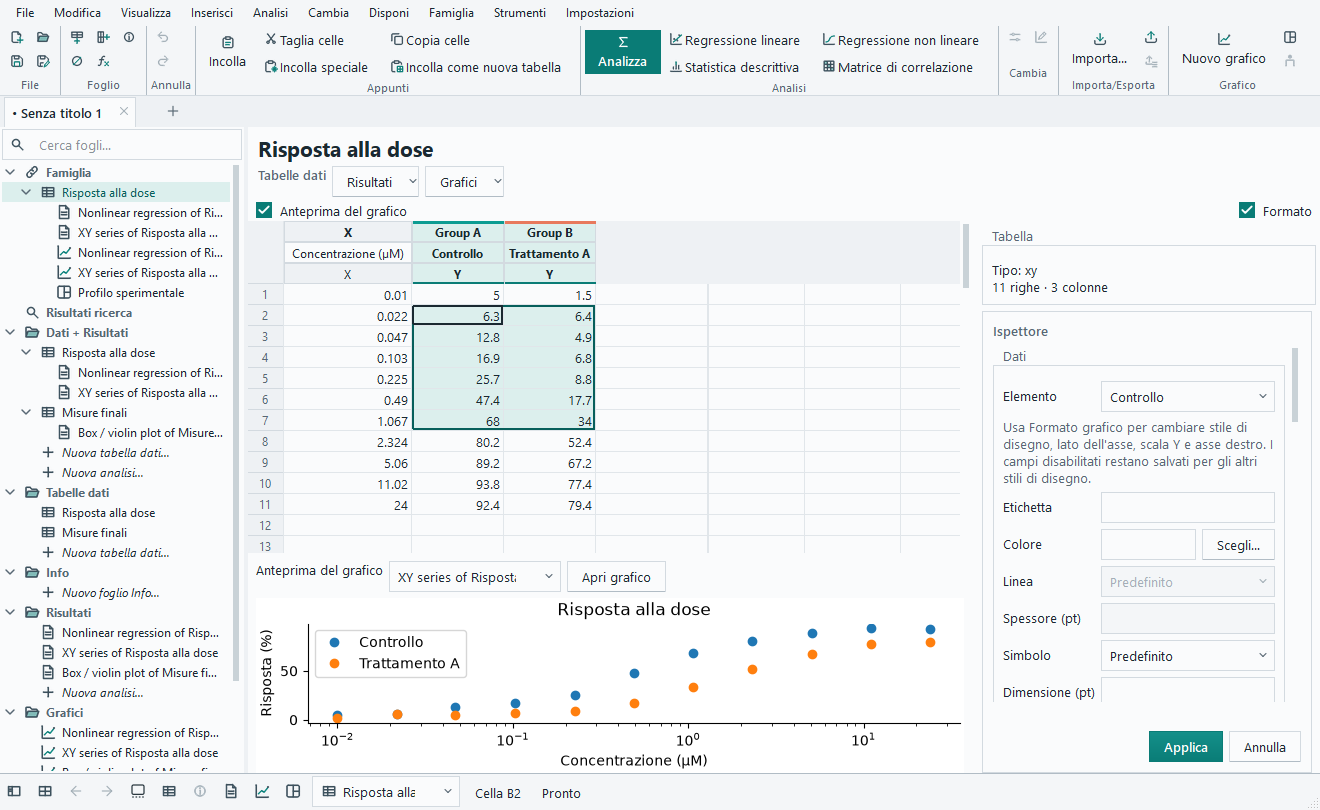 File Modifica Visualizza Inserisci Analisi Cambia Disponi Famiglia Strumenti Impostazioni
Incolla
Taglia celle
Copia celle
Incolla speciale
Incolla come nuova tabella
Σ
Analizza
Regressione lineare
Regressione non lineare
Statistica descrittiva
Matrice di correlazione
Importa...
Nuovo grafico
File Foglio Annulla Appunti Analisi Cambia Importa/Esporta Grafico
• Senza titolo 1
Cerca fogli...
Famiglia
Risposta alla dose
Nonlinear regression of Ri...
XY series of Risposta alla ...
Nonlinear regression of Ri...
XY series of Risposta alla ...
Profilo sperimentale
Risultati ricerca
Dati + Risultati
Risposta alla dose
Nonlinear regression of Ri...
XY series of Risposta alla ...
Misure finali
Box / violin plot of Misure...
Nuova tabella dati...
Nuova analisi...
Tabelle dati
Risposta alla dose
Misure finali
Nuova tabella dati...
Info
Nuovo foglio Info...
Risultati
Nonlinear regression of Risp...
XY series of Risposta alla dose
Box / violin plot of Misure fi...
Nuova analisi...
Grafici
Nonlinear regression of Risp...
XY series of Risposta alla dose
Risposta alla dose
Tabelle dati Risultati Grafici
Anteprima del grafico
Formato
X Group A Group B
Concentrazione (µM) Controllo Trattamento A
X Y Y
1 0.01 5 1.5
2 0.022 6.3 6.4
3 0.047 12.8 4.9
4 0.103 16.9 6.8
5 0.225 25.7 8.8
6 0.49 47.4 17.7
7 1.067 68 34
8 2.324 80.2 52.4
9 5.06 89.2 67.2
10 11.02 93.8 77.4
11 24 92.4 79.4
12
13
Anteprima del grafico XY series of Risposta Apri grafico
Risposta alla dose
Controllo
Trattamento A
Risposta (%)
50
0
10⁻² 10⁻¹ 10⁰ 10¹
Concentrazione (µM)
Tabella
Tipo: xy
11 righe · 3 colonne
Ispettore
Dati
Elemento Controllo
Usa Formato grafico per cambiare stile di
disegno, lato dell'asse, scala Y e asse destro. I
campi disabilitati restano salvati per gli altri
stili di disegno.
Etichetta
Colore Scegli...
Linea Predefinito
Spessore (pt)
Simbolo Predefinito
Dimensione (pt)
Applica Annulla
Risposta alla Cella B2 Pronto